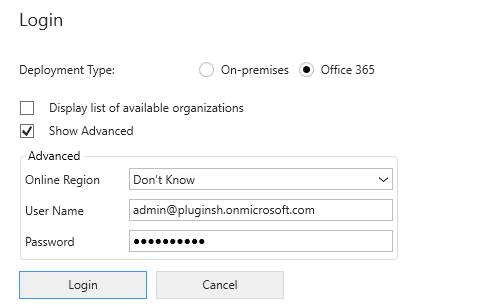 Login
Deployment Type: On-premises Office 365
Display list of available organizations
Show Advanced
Advanced
Online Region Don't Know
User Name admin@pluginsh.onmicrosoft.com
Password ●●●●●●●●●●
Login Cancel